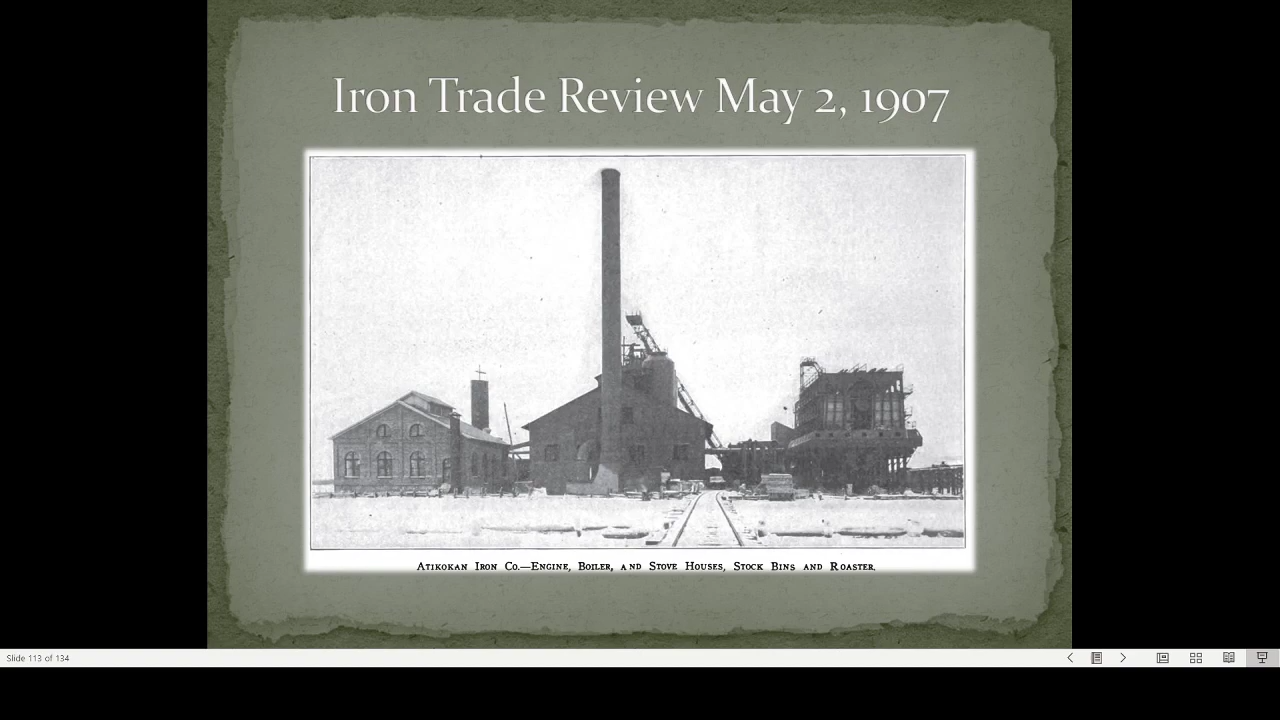 Iron Trade Review May 2, 1907
Atikokan Iron Co.—Engine, Boiler, and Stove Houses, Stock Bins and Roaster.
Slide 113 of 134